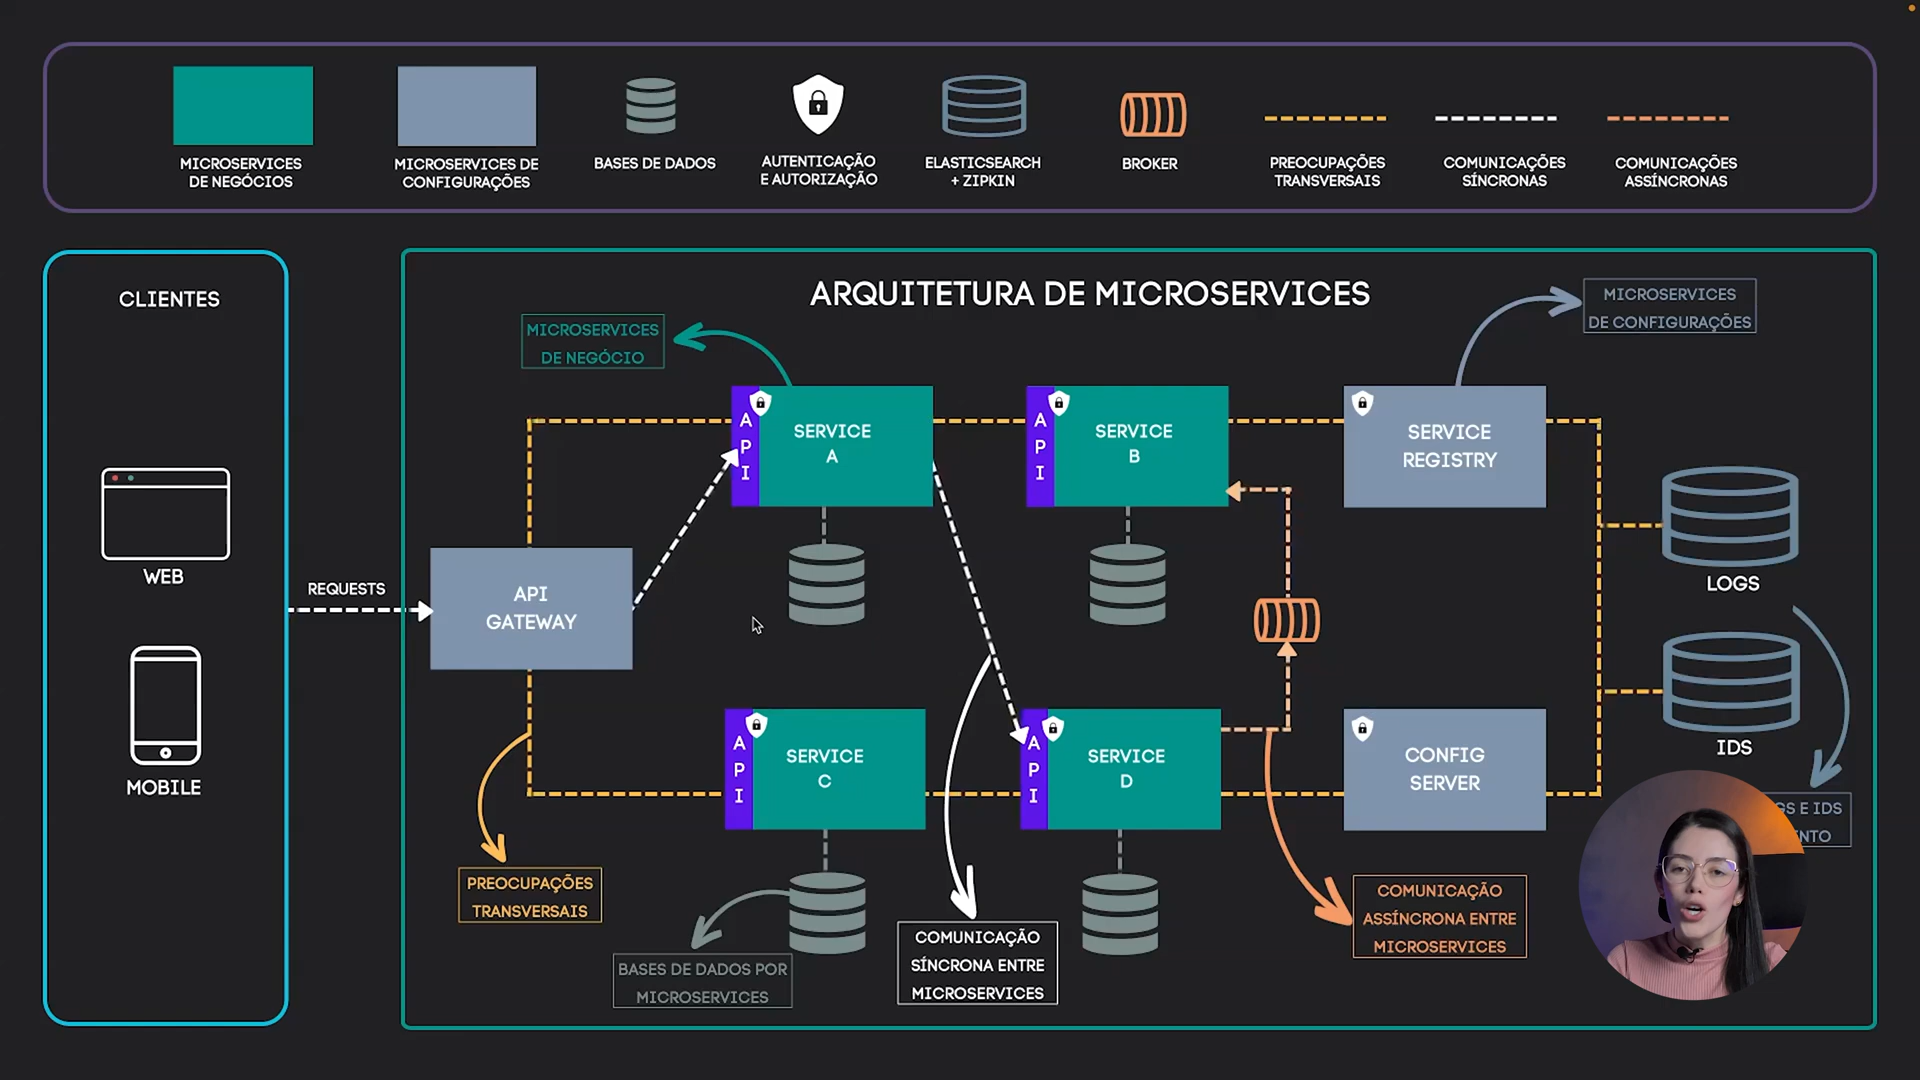 MICROSERVICES
DE NEGÓCIOS
MICROSERVICES DE
CONFIGURAÇÕES
BASES DE DADOS
AUTENTICAÇÃO
E AUTORIZAÇÃO
ELASTICSEARCH
+ ZIPKIN
BROKER
PREOCUPAÇÕES
TRANSVERSAIS
COMUNICAÇÕES
SÍNCRONAS
COMUNICAÇÕES
ASSÍNCRONAS
CLIENTES
WEB
MOBILE
REQUESTS
ARQUITETURA DE MICROSERVICES
MICROSERVICES
DE NEGÓCIO
MICROSERVICES
DE CONFIGURAÇÕES
API
SERVICE
A
API
SERVICE
B
SERVICE
REGISTRY
LOGS
API
GATEWAY
IDS
API
SERVICE
C
API
SERVICE
D
CONFIG
SERVER
GS E IDS
NTO
PREOCUPAÇÕES
TRANSVERSAIS
BASES DE DADOS POR
MICROSERVICES
COMUNICAÇÃO
SÍNCRONA ENTRE
MICROSERVICES
COMUNICAÇÃO
ASSÍNCRONA ENTRE
MICROSERVICES